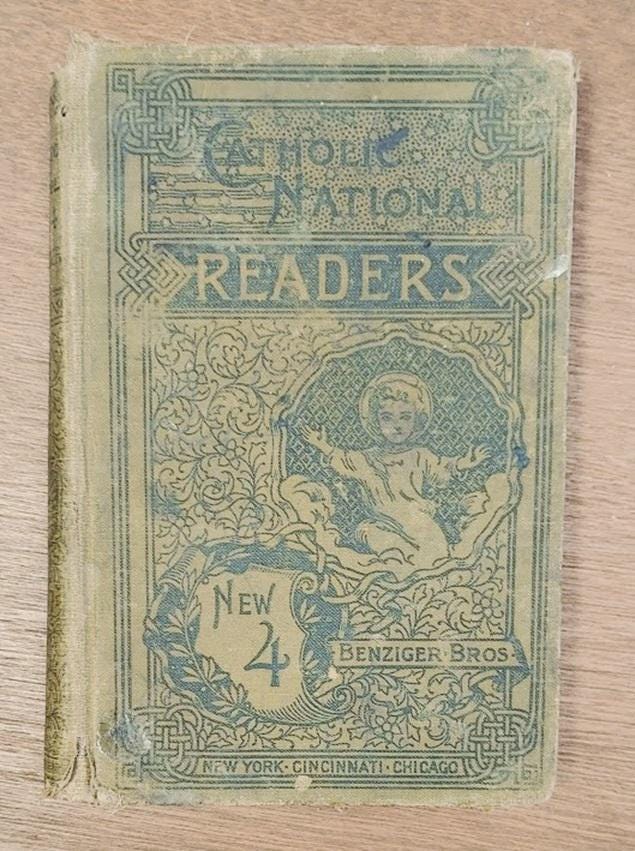 CATHOLIC
NATIONAL
READERS
NEW
4
BENZIGER·BROS·
NEW YORK·CINCINNATI·CHICAGO